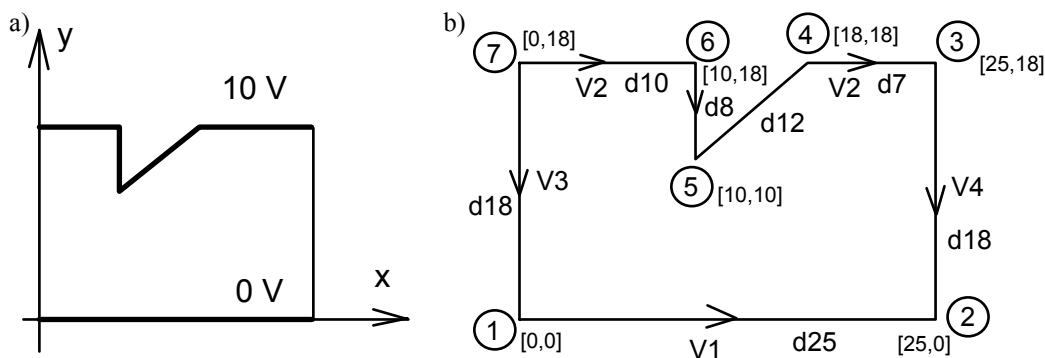 a)
y
10 V
0 V
x
b)
7 [0,18]
6 [10,18]
4 [18,18]
3 [25,18]
V2 d10
d8
V2 d7
d12
5 [10,10]
V3
d18
V4
d18
1 [0,0]
V1
d25
2 [25,0]